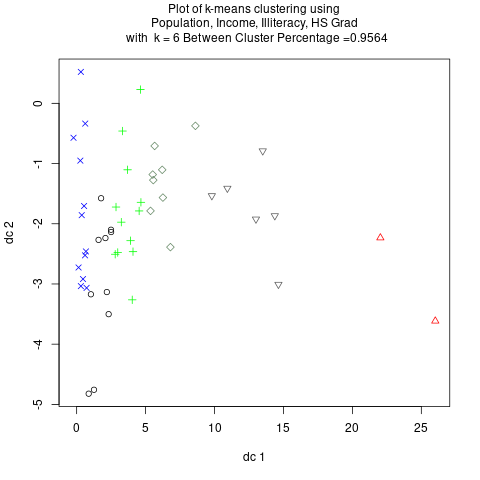 Plot of k-means clustering using
Population, Income, Illiteracy, HS Grad
with k = 6 Between Cluster Percentage =0.9564
0
-1
-2
-3
-4
-5
dc 2
0 5 10 15 20 25
dc 1